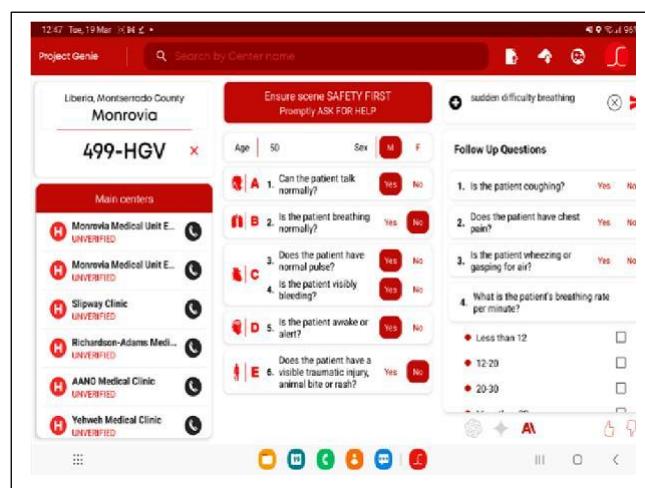 12:47 Tue, 19 Mar
96%
Project Genie
Search by Center name
Liberia, Montserrado County
Monrovia
499-HGV
Main centers
Monrovia Medical Unit E...
UNVERIFIED
Monrovia Medical Unit E...
UNVERIFIED
Slipway Clinic
UNVERIFIED
Richardson-Adams Medi...
UNVERIFIED
AANO Medical Clinic
UNVERIFIED
Yehweh Medical Clinic
UNVERIFIED
Ensure scene SAFETY FIRST
Promptly ASK FOR HELP
Age 50 Sex M F
A 1. Can the patient talk
normally? Yes No
B 2. Is the patient breathing
normally? Yes No
C 3. Does the patient have
normal pulse? Yes No
4. Is the patient visibly
bleeding? Yes No
D 5. Is the patient awake or
alert? Yes No
E 6. Does the patient have a
visible traumatic injury,
animal bite or rash? Yes No
sudden difficulty breathing
Follow Up Questions
1. Is the patient coughing? Yes No
2. Does the patient have chest
pain? Yes No
3. Is the patient wheezing or
gasping for air? Yes No
4. What is the patient's breathing rate
per minute?
Less than 12
12-20
20-30